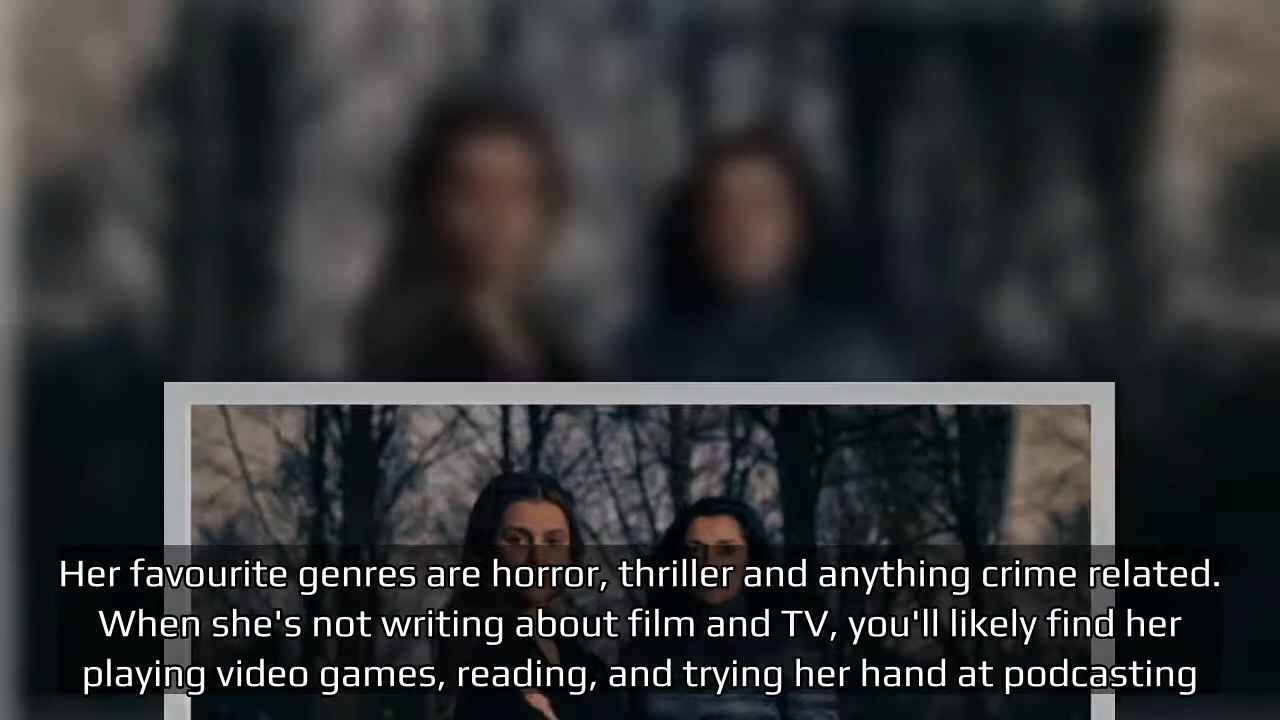 Her favourite genres are horror, thriller and anything crime related.
When she's not writing about film and TV, you'll likely find her
playing video games, reading, and trying her hand at podcasting